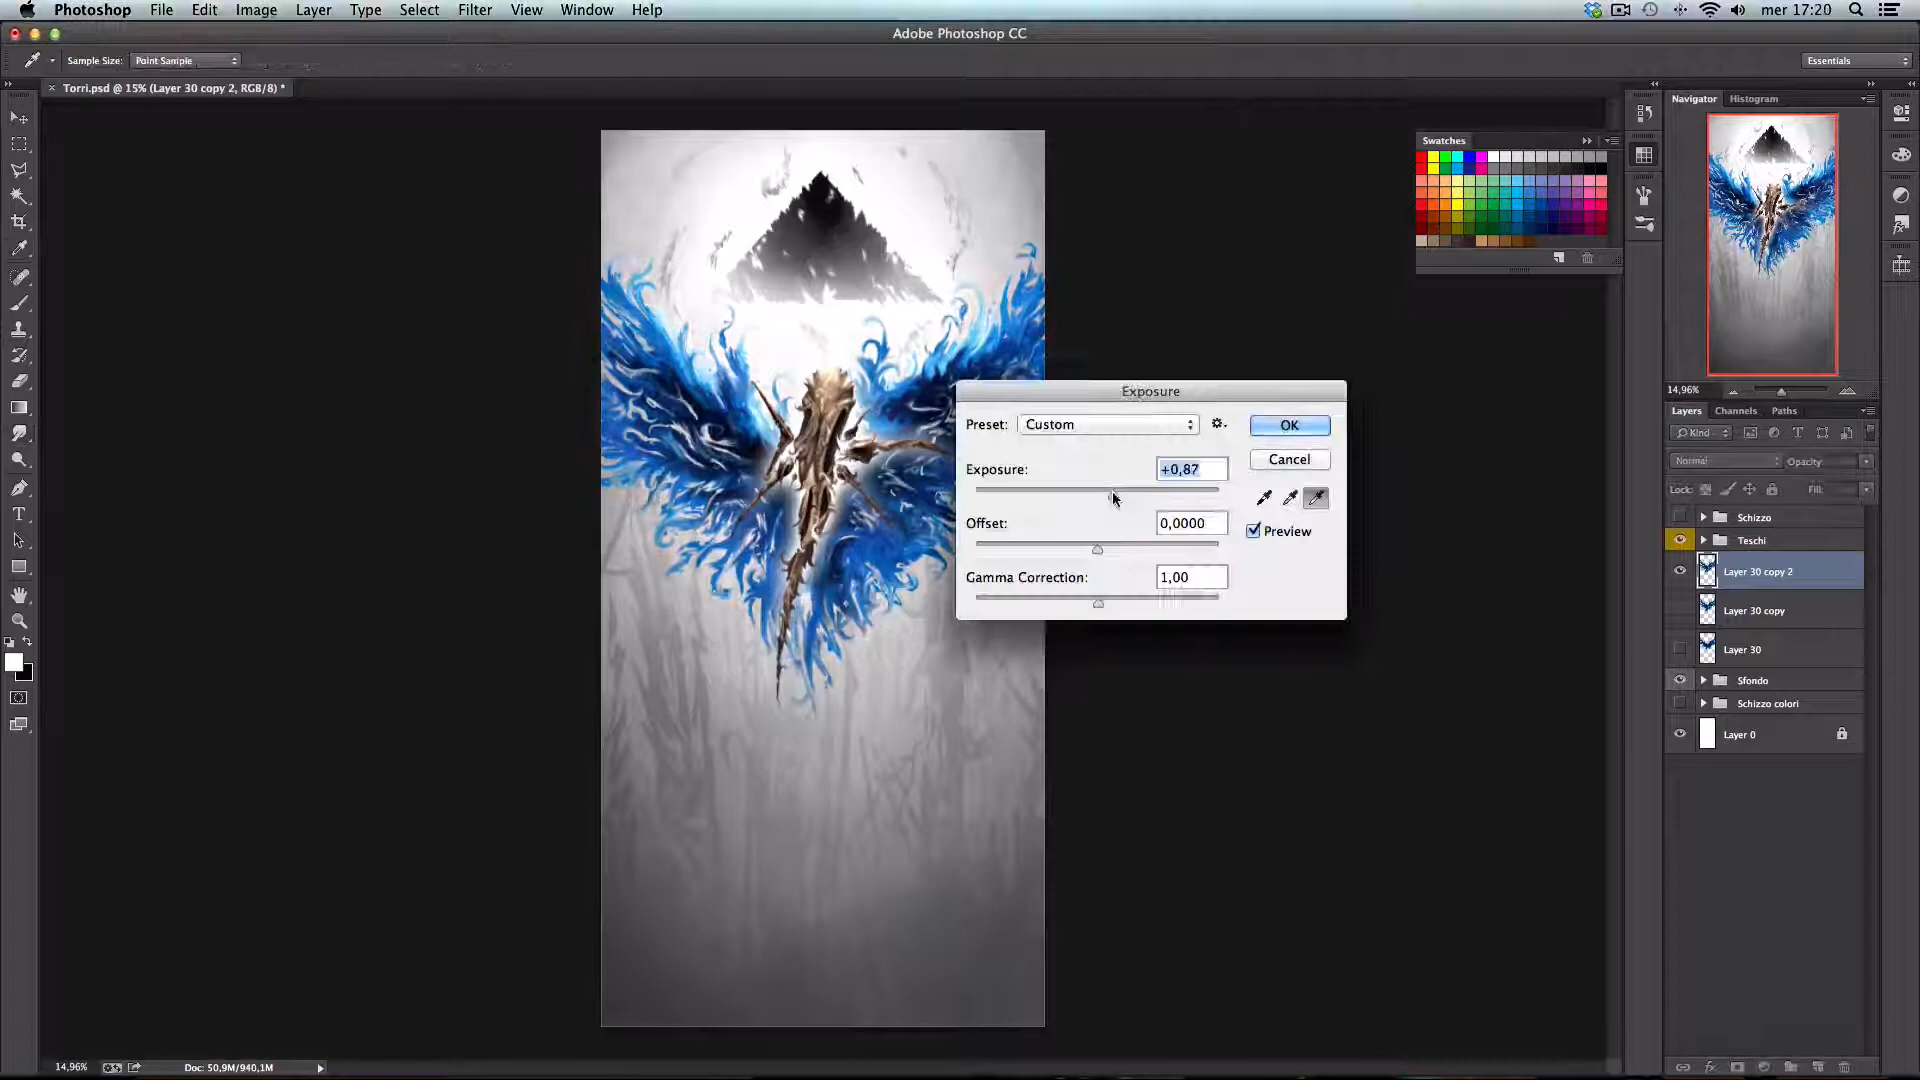 Photoshop File Edit Image Layer Type Select Filter View Window Help
mer 17:20
Adobe Photoshop CC
Sample Size: Point Sample
Essentials
Torri.psd @ 15% (Layer 30 copy 2, RGB/8) *
Navigator Histogram
Swatches
14,96%
Exposure
Preset: Custom
OK
Exposure: +0,87
Cancel
Offset: 0,0000
Preview
Gamma Correction: 1,00
Layers Channels Paths
Kind
Normal Opacity:
Lock: Fill:
Schizzo
Teschi
Layer 30 copy 2
Layer 30 copy
Layer 30
Sfondo
Schizzo colori
Layer 0
14,96% Doc: 50,9M/940,1M